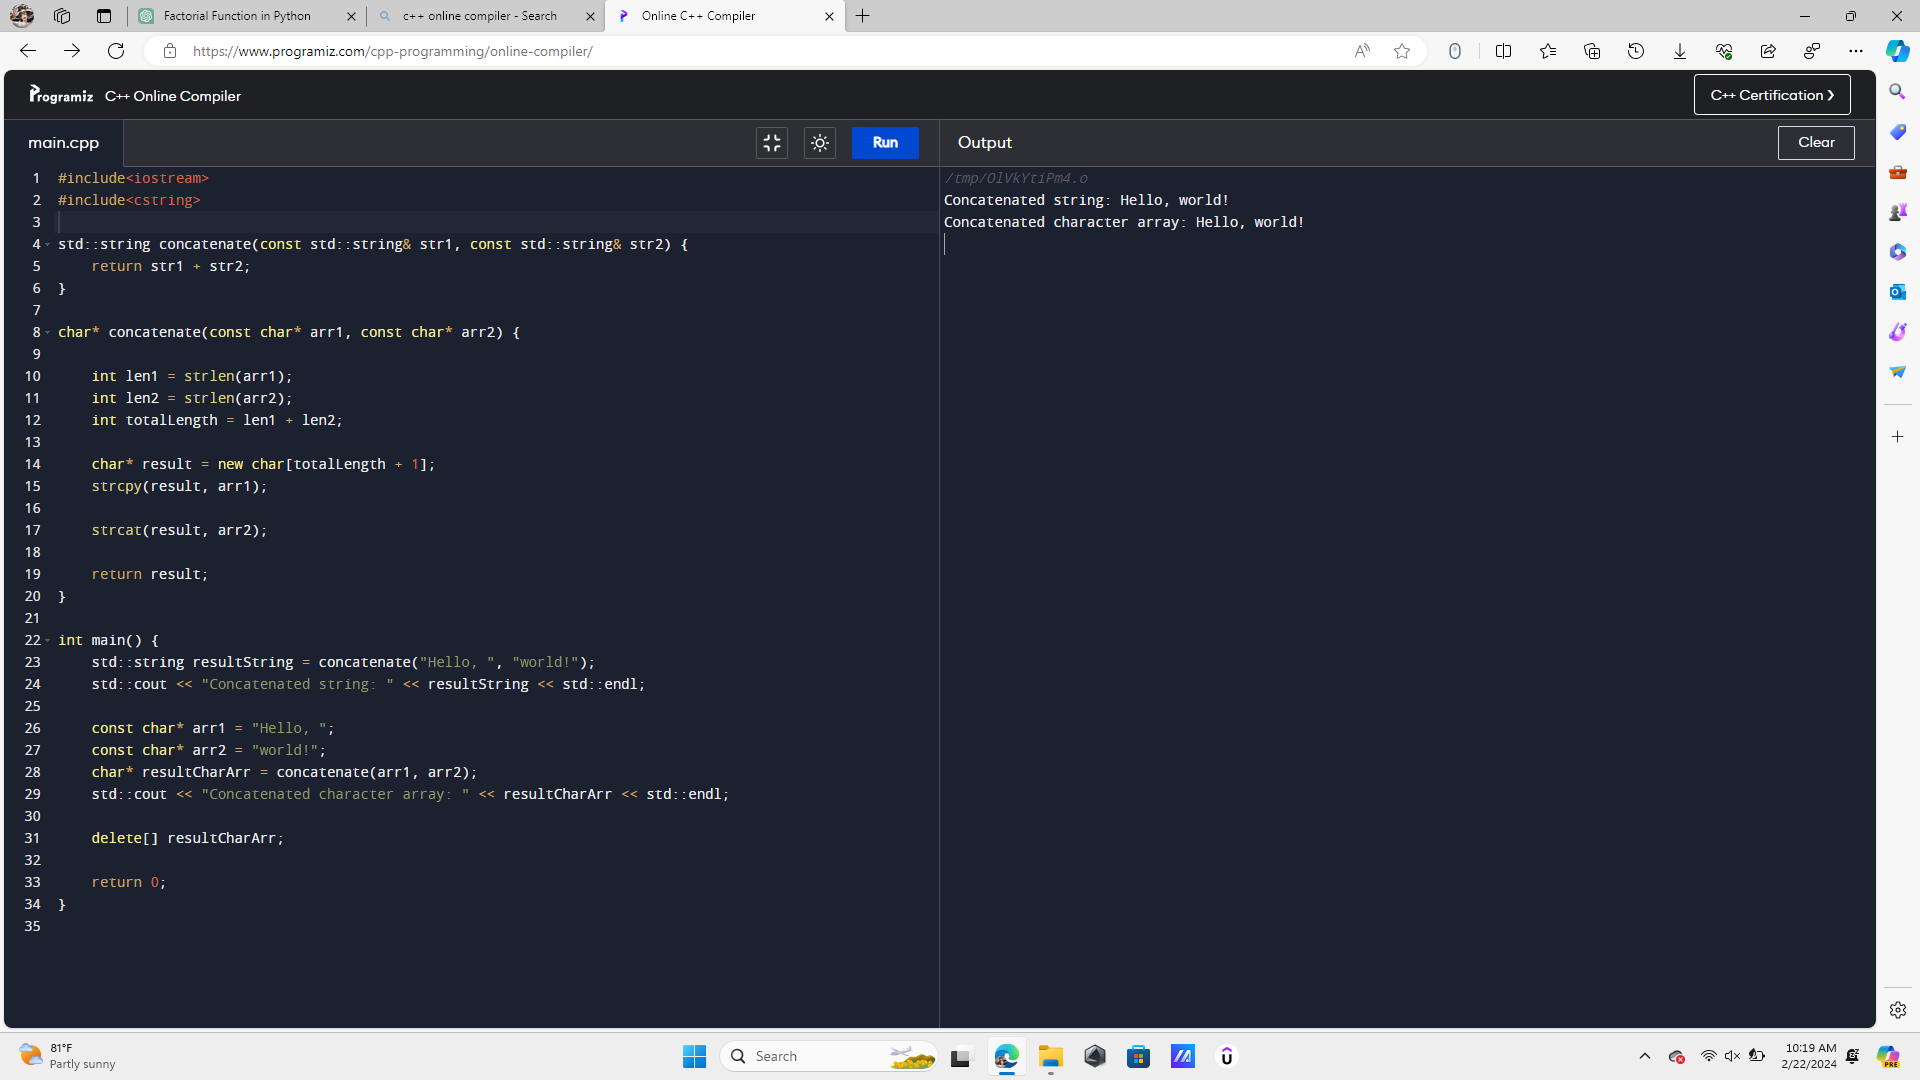 Factorial Function in Python
c++ online compiler - Search
Online C++ Compiler
https://www.programiz.com/cpp-programming/online-compiler/
Programiz C++ Online Compiler
C++ Certification ❯
main.cpp
Run
Output
Clear
1 #include<iostream>
2 #include<cstring>
3
4 std::string concatenate(const std::string& str1, const std::string& str2) {
5 return str1 + str2;
6 }
7
8 char* concatenate(const char* arr1, const char* arr2) {
9
10 int len1 = strlen(arr1);
11 int len2 = strlen(arr2);
12 int totalLength = len1 + len2;
13
14 char* result = new char[totalLength + 1];
15 strcpy(result, arr1);
16
17 strcat(result, arr2);
18
19 return result;
20 }
21
22 int main() {
23 std::string resultString = concatenate("Hello, ", "world!");
24 std::cout << "Concatenated string: " << resultString << std::endl;
25
26 const char* arr1 = "Hello, ";
27 const char* arr2 = "world!";
28 char* resultCharArr = concatenate(arr1, arr2);
29 std::cout << "Concatenated character array: " << resultCharArr << std::endl;
30
31 delete[] resultCharArr;
32
33 return 0;
34 }
35
/tmp/OlVkYtiPm4.o
Concatenated string: Hello, world!
Concatenated character array: Hello, world!
81°F
Partly sunny
Search
10:19 AM
2/22/2024
PRE